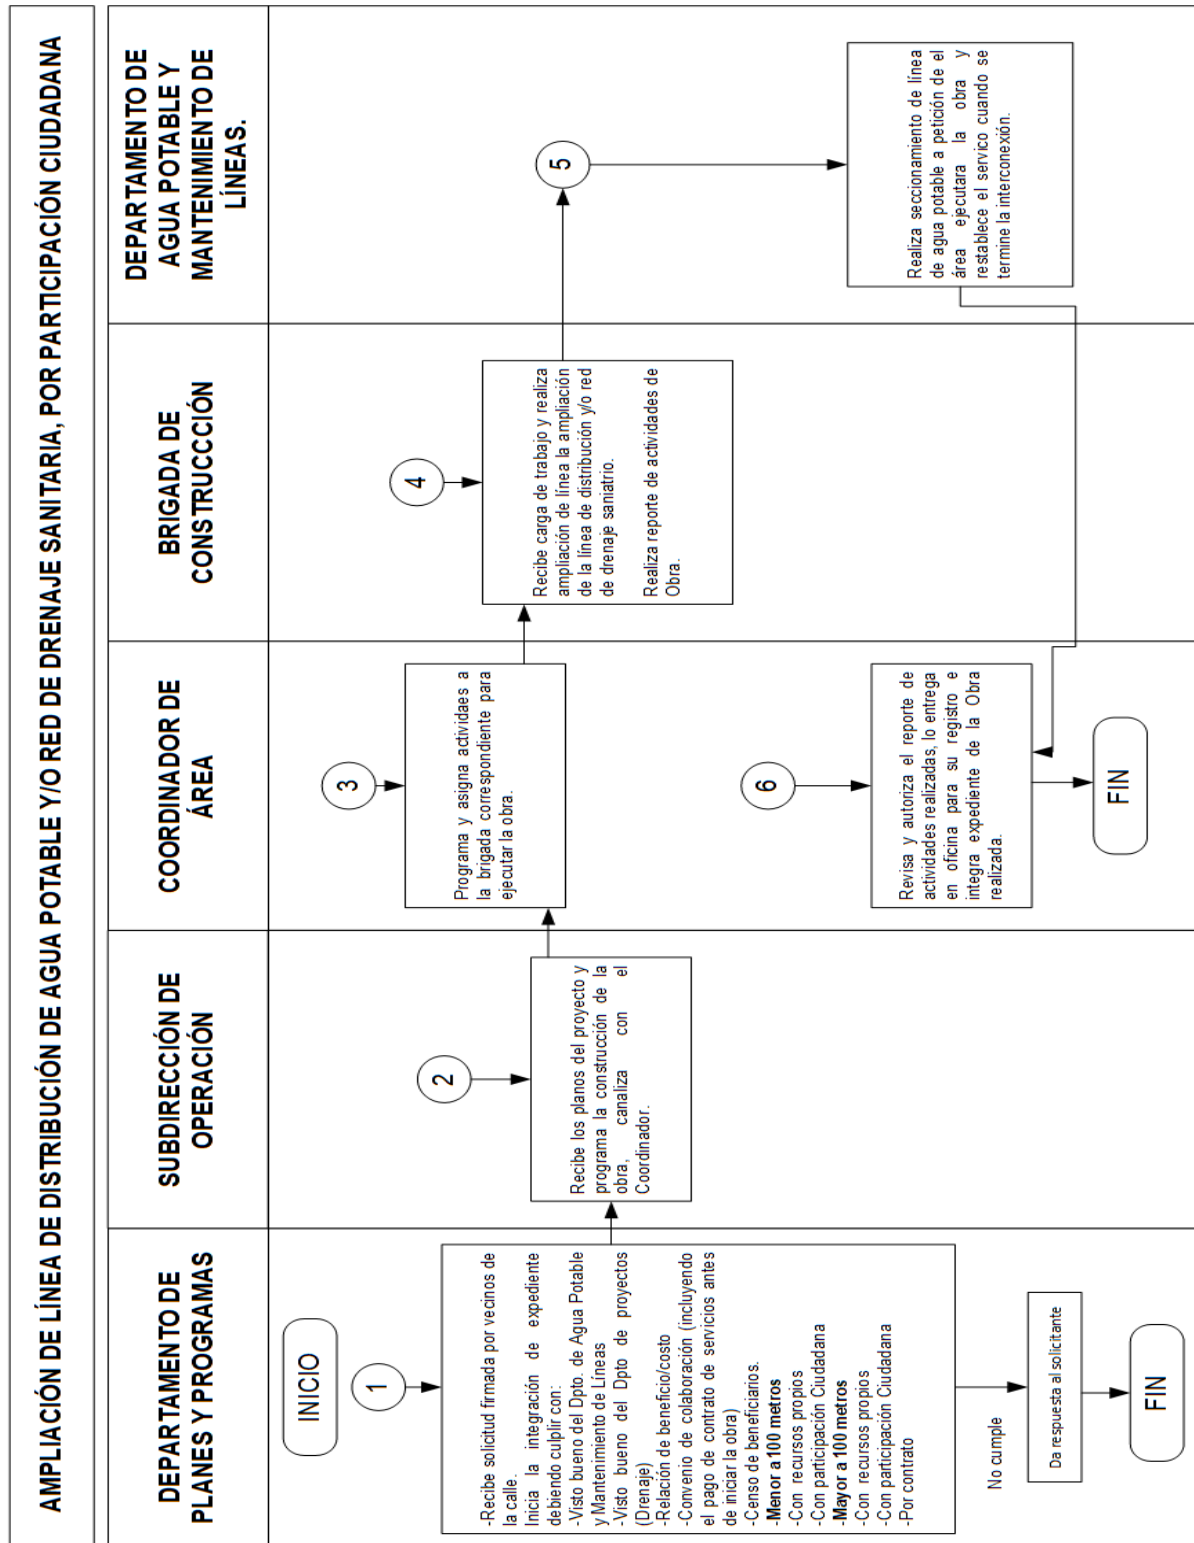 AMPLIACIÓN DE LÍNEA DE DISTRIBUCIÓN DE AGUA POTABLE Y/O RED DE DRENAJE SANITARIA, POR PARTICIPACIÓN CIUDADANA
DEPARTAMENTO DE
PLANES Y PROGRAMAS
SUBDIRECCIÓN DE
OPERACIÓN
COORDINADOR DE
ÁREA
BRIGADA DE
CONSTRUCCCIÓN
DEPARTAMENTO DE
AGUA POTABLE Y
MANTENIMIENTO DE
LÍNEAS.
INICIO
1
-Recibe solicitud firmada por vecinos de
la calle.
Inicia la integración de expediente
debiendo culplir con:
-Visto bueno del Dpto. de Agua Potable
y Mantenimiento de Líneas
-Visto bueno del Dpto de proyectos
(Drenaje)
-Relación de beneficio/costo
-Convenio de colaboración (incluyendo
el pago de contrato de servicios antes
de iniciar la obra)
-Censo de beneficiarios.
-Menor a 100 metros
-Con recursos propios
-Con participación Ciudadana
-Mayor a 100 metros
-Con recursos propios
-Con participación Ciudadana
-Por contrato
No cumple
Da respuesta al solicitante
FIN
2
Recibe los planos del proyecto y
programa la construcción de la
obra, canaliza con el
Coordinador.
3
Programa y asigna actividaes a
la brigada correspondiente para
ejecutar la obra.
4
Recibe carga de trabajo y realiza
ampliación de línea la ampliación
de la línea de distribución y/o red
de drenaje saniatrio.
Realiza reporte de actividades de
Obra.
5
Realiza seccionamiento de línea
de agua potable a petición de el
área ejecutara la obra y
restablece el servico cuando se
termine la interconexión.
6
Revisa y autoriza el reporte de
actividades realizadas, lo entrega
en oficina para su registro e
integra expediente de la Obra
realizada.
FIN